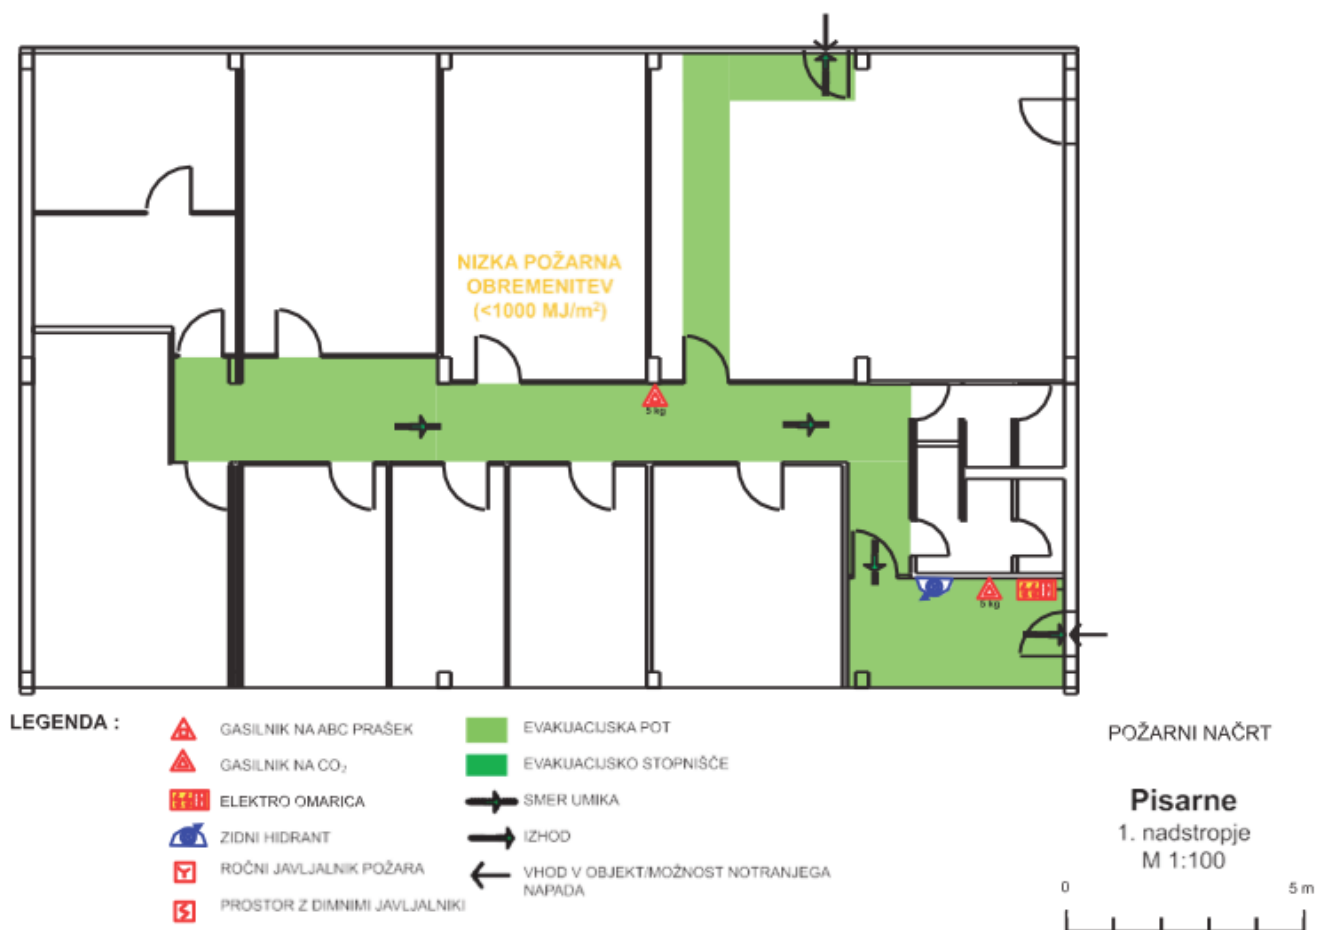 NIZKA POŽARNA
OBREMENITEV
(<1000 MJ/m²)
5 kg
5 kg
LEGENDA :
GASILNIK NA ABC PRAŠEK
GASILNIK NA CO₂
ELEKTRO OMARICA
ZIDNI HIDRANT
ROČNI JAVLJALNIK POŽARA
PROSTOR Z DIMNIMI JAVLJALNIKI
EVAKUACIJSKA POT
EVAKUACIJSKO STOPNIŠČE
SMER UMIKA
IZHOD
VHOD V OBJEKT/MOŽNOST NOTRANJEGA
NAPADA
POŽARNI NAČRT
Pisarne
1. nadstropje
M 1:100
0
5 m